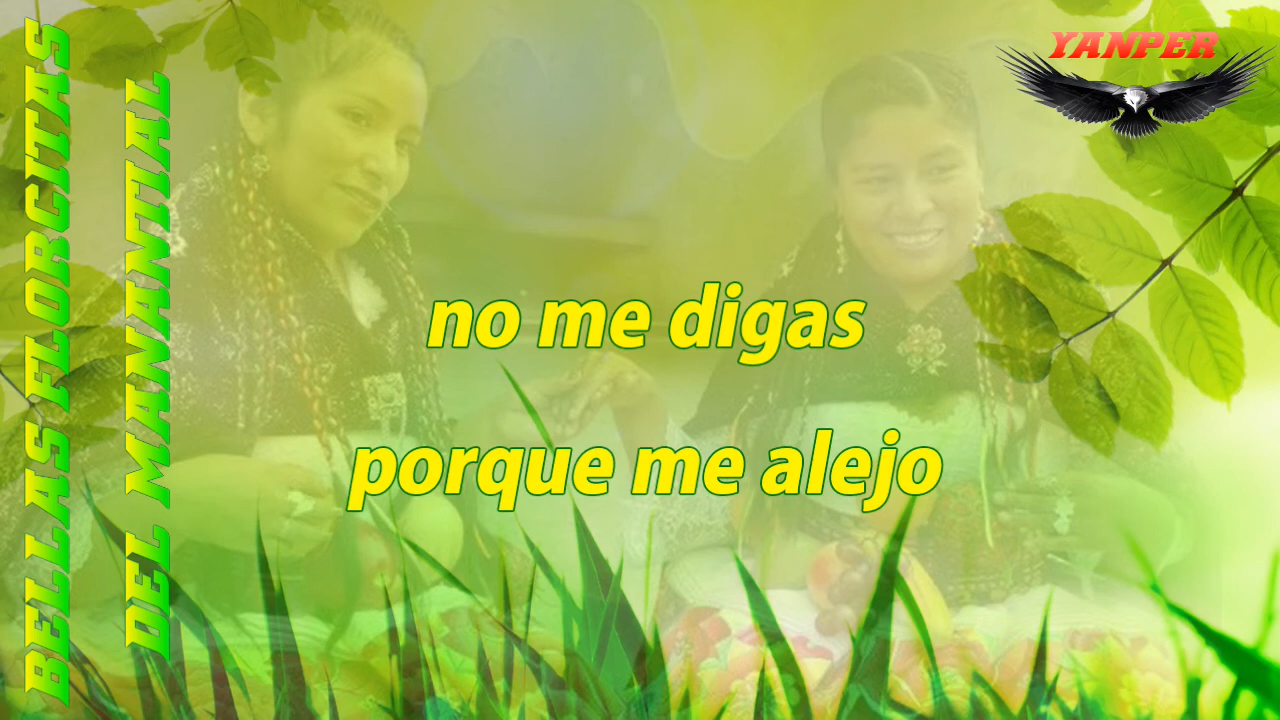 BELLAS FLORCITAS
DEL MANANTIAL
YANPER
no me digas
porque me alejo